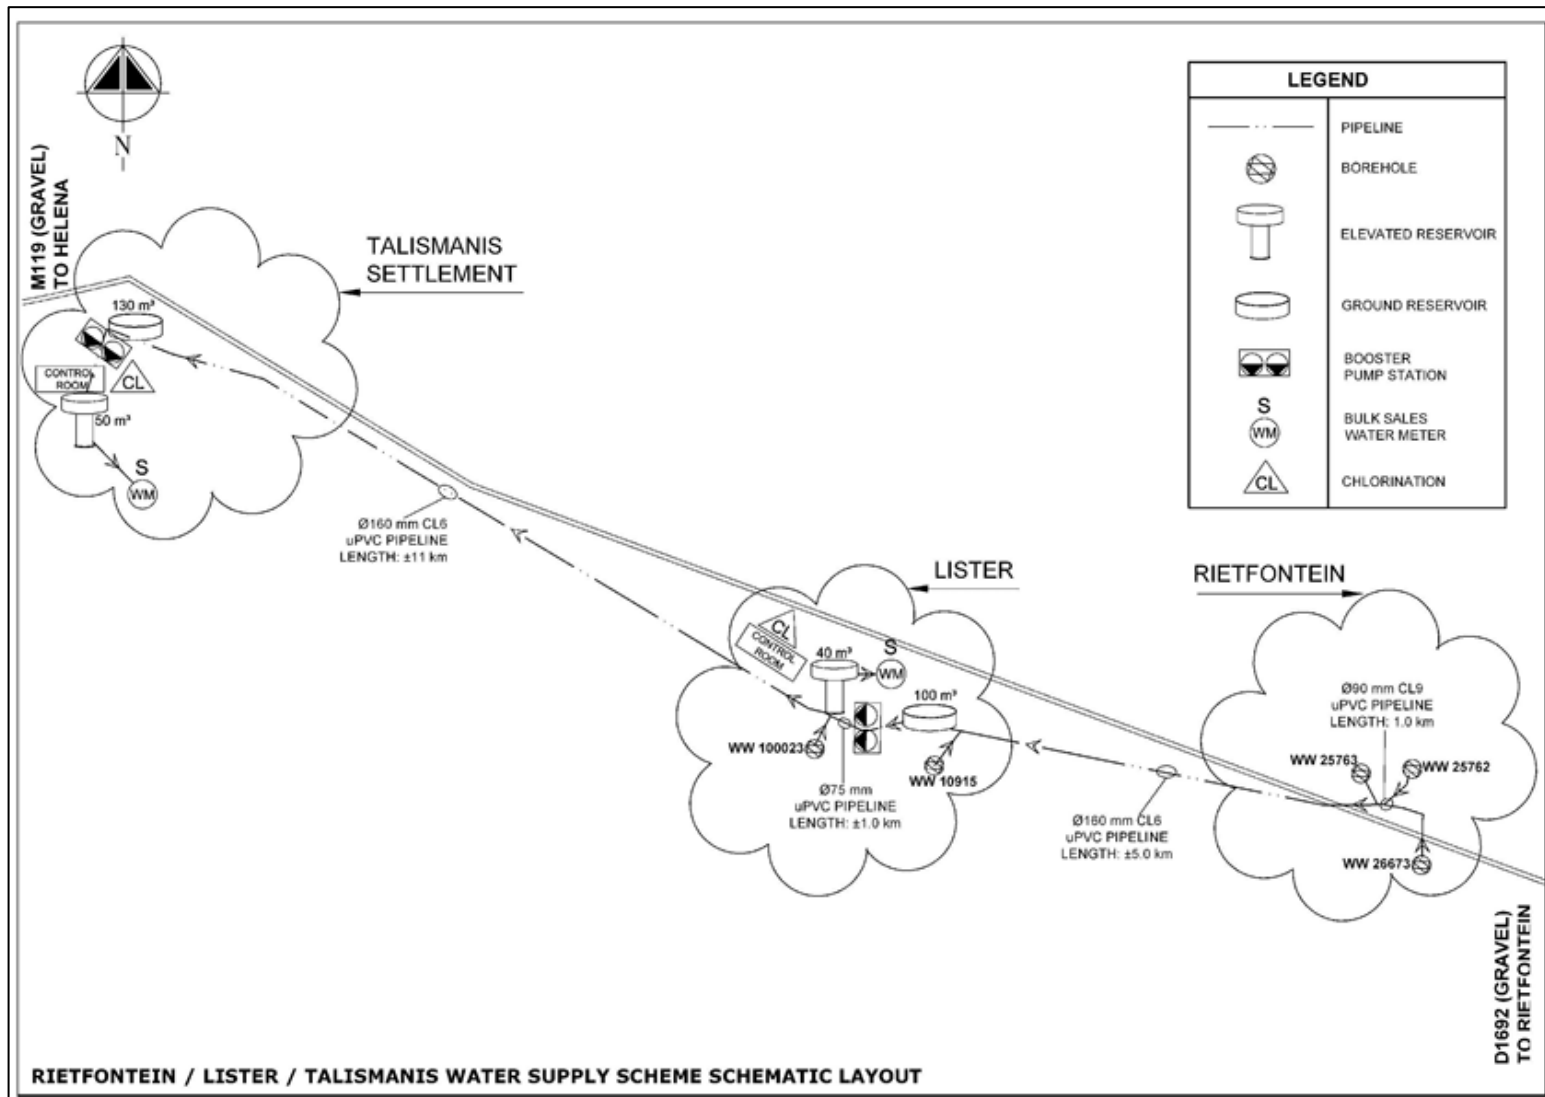 N
M119 (GRAVEL)
TO HELENA
TALISMANIS
SETTLEMENT
130 m³
CONTROL
ROOM
CL
50 m³
S
WM
Ø160 mm CL6
uPVC PIPELINE
LENGTH: ±11 km
LISTER
CL
CONTROL
ROOM
40 m³
S
WM
100 m³
WW 100023
WW 10915
Ø75 mm
uPVC PIPELINE
LENGTH: ±1.0 km
Ø160 mm CL6
uPVC PIPELINE
LENGTH: ±5.0 km
RIETFONTEIN
Ø90 mm CL9
uPVC PIPELINE
LENGTH: 1.0 km
WW 25763
WW 25762
WW 26673
D1692 (GRAVEL)
TO RIETFONTEIN
LEGEND
PIPELINE
BOREHOLE
ELEVATED RESERVOIR
GROUND RESERVOIR
BOOSTER
PUMP STATION
S
WM
BULK SALES
WATER METER
CL
CHLORINATION
RIETFONTEIN / LISTER / TALISMANIS WATER SUPPLY SCHEME SCHEMATIC LAYOUT